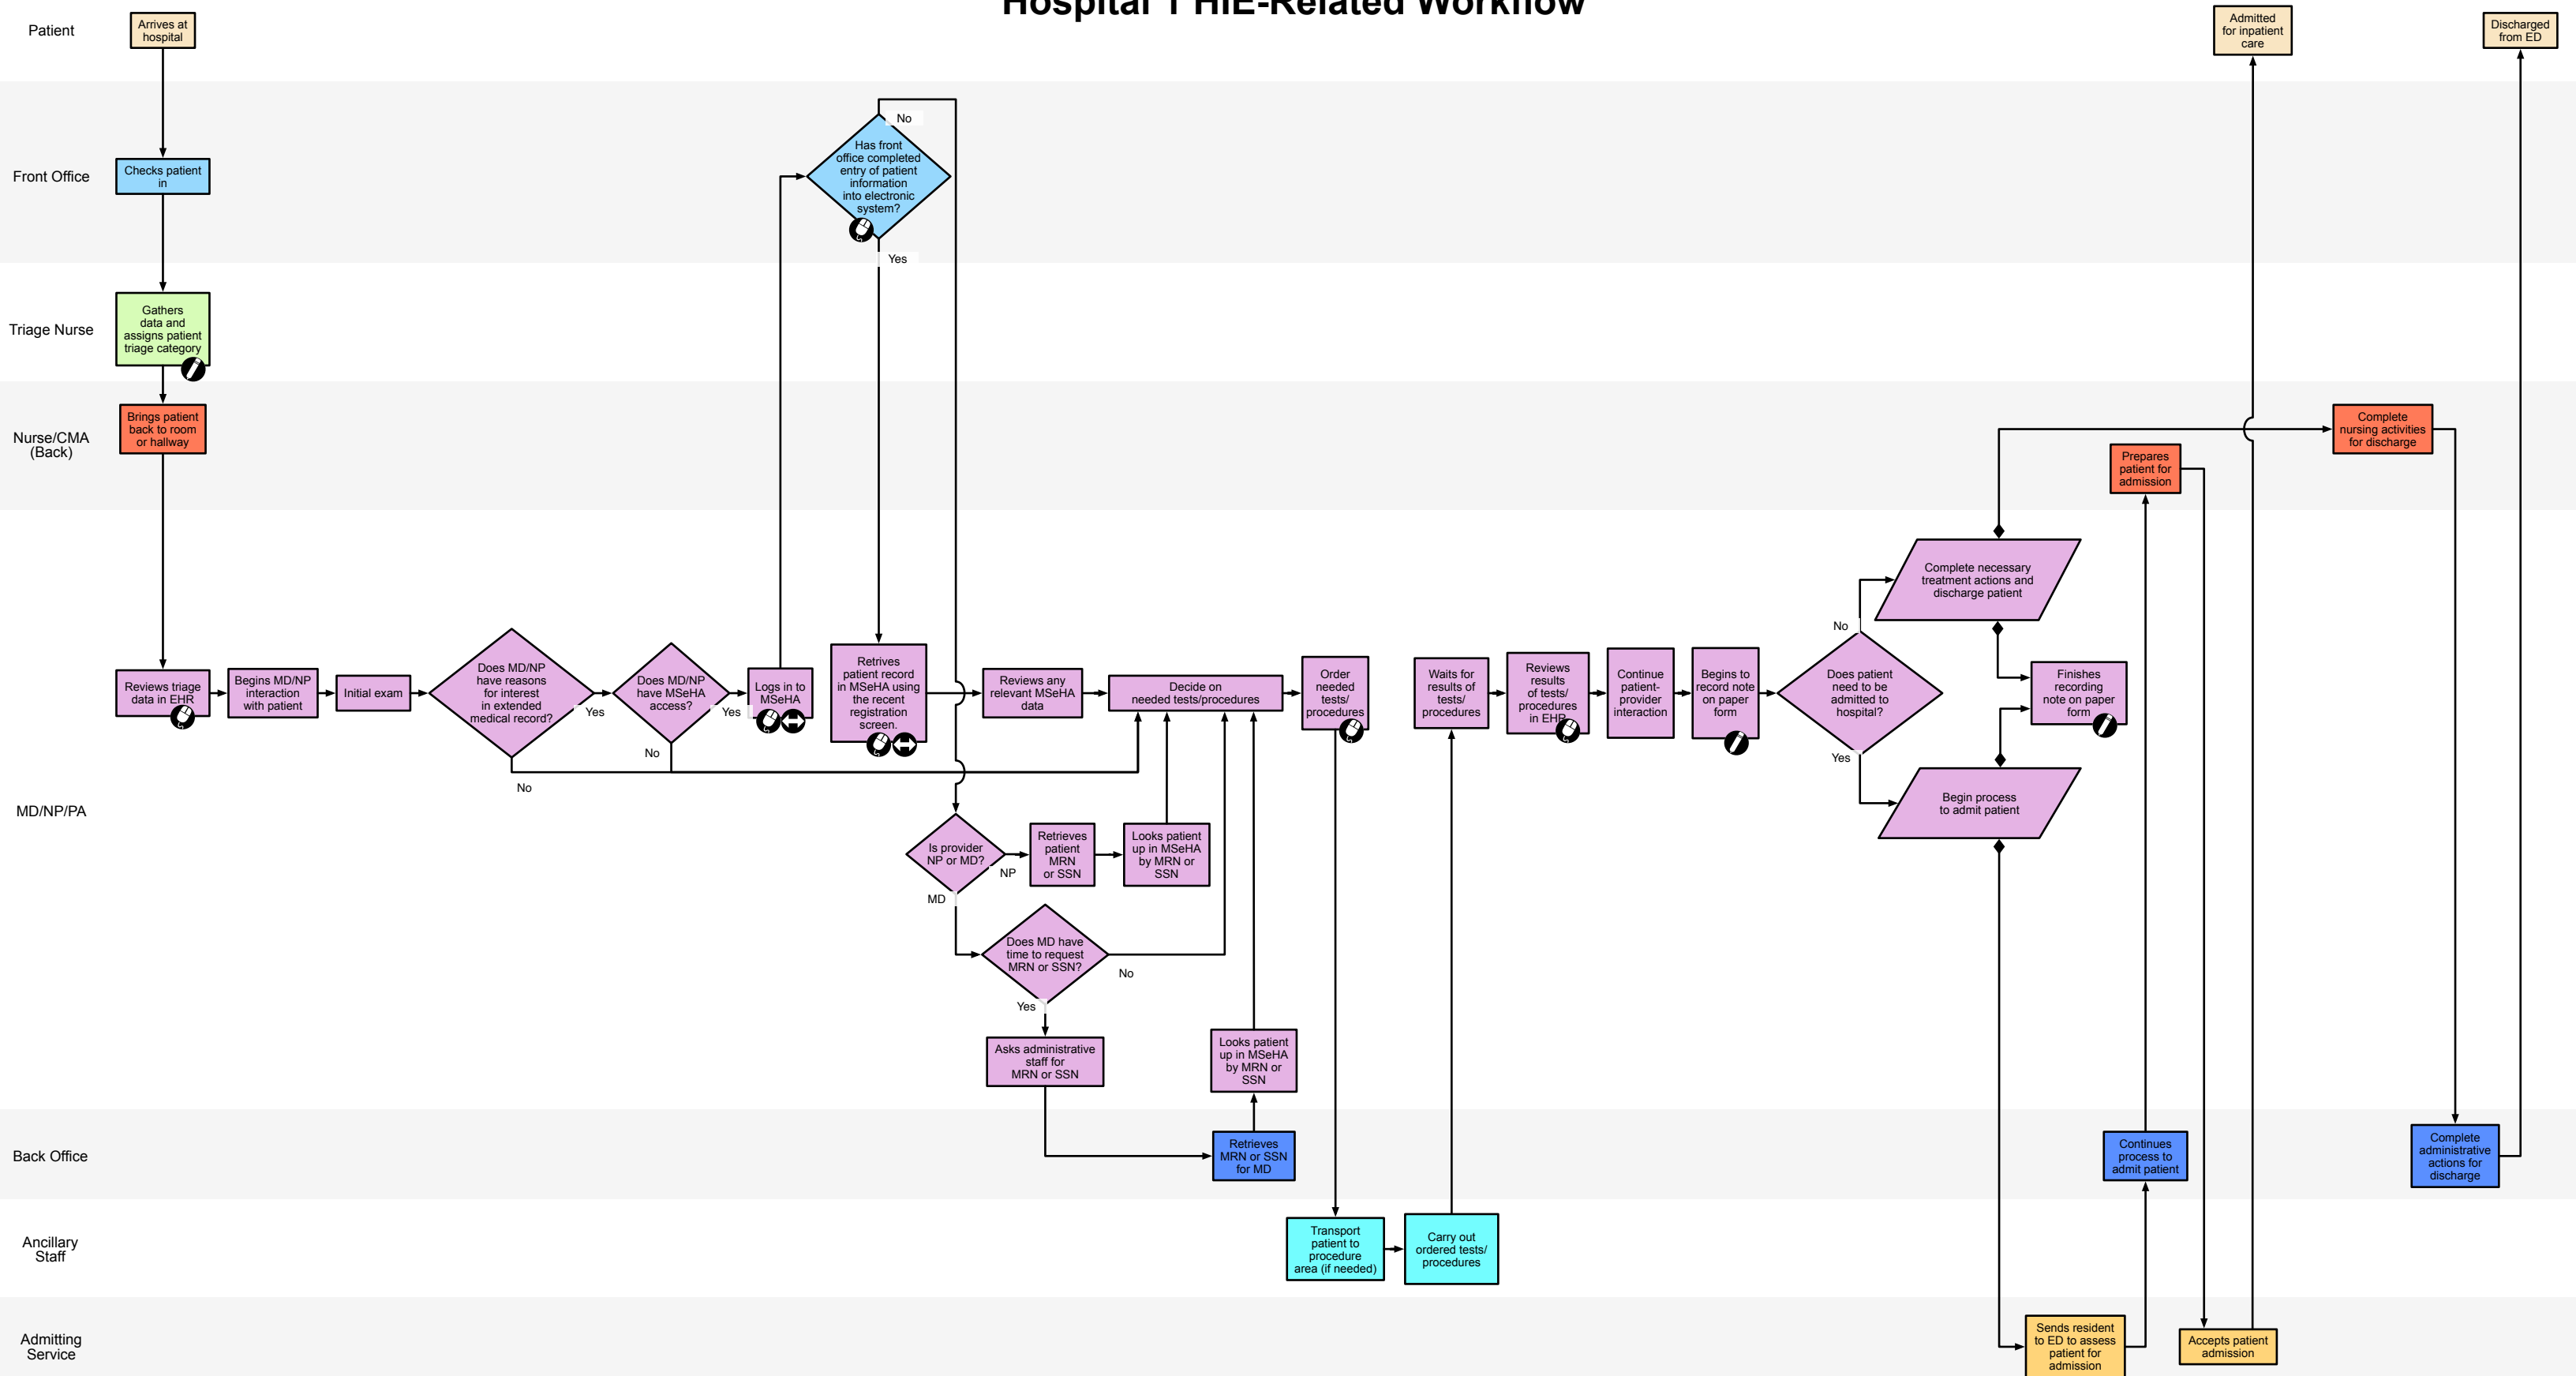 Hospital 1 HIE-Related Workflow
Patient
Arrives at
hospital
Admitted
for inpatient
care
Discharged
from ED
Front Office
Checks patient
in
No
Has front
office completed
entry of patient
information
into electronic
system?
Yes
Triage Nurse
Gathers
data and
assigns patient
triage category
Nurse/CMA
(Back)
Brings patient
back to room
or hallway
Complete
nursing activities
for discharge
Prepares
patient for
admission
MD/NP/PA
Reviews triage
data in EHR
Begins MD/NP
interaction
with patient
Initial exam
Does MD/NP
have reasons
for interest
in extended
medical record?
Yes
No
Does MD/NP
have MSeHA
access?
Yes
No
Logs in to
MSeHA
Retrives
patient record
in MSeHA using
the recent
registration
screen.
Reviews any
relevant MSeHA
data
Decide on
needed tests/procedures
Order
needed
tests/
procedures
Waits for
results of
tests/
procedures
Reviews
results
of tests/
procedures
in EHR
Continue
patient-
provider
interaction
Begins to
record note
on paper
form
Does patient
need to be
admitted to
hospital?
No
Yes
Complete necessary
treatment actions and
discharge patient
Finishes
recording
note on paper
form
Begin process
to admit patient
Is provider
NP or MD?
NP
MD
Retrieves
patient
MRN
or SSN
Looks patient
up in MSeHA
by MRN or
SSN
Does MD have
time to request
MRN or SSN?
No
Yes
Asks administrative
staff for
MRN or SSN
Looks patient
up in MSeHA
by MRN or
SSN
Back Office
Retrieves
MRN or SSN
for MD
Continues
process to
admit patient
Complete
administrative
actions for
discharge
Ancillary
Staff
Transport
patient to
procedure
area (if needed)
Carry out
ordered tests/
procedures
Admitting
Service
Sends resident
to ED to assess
patient for
admission
Accepts patient
admission